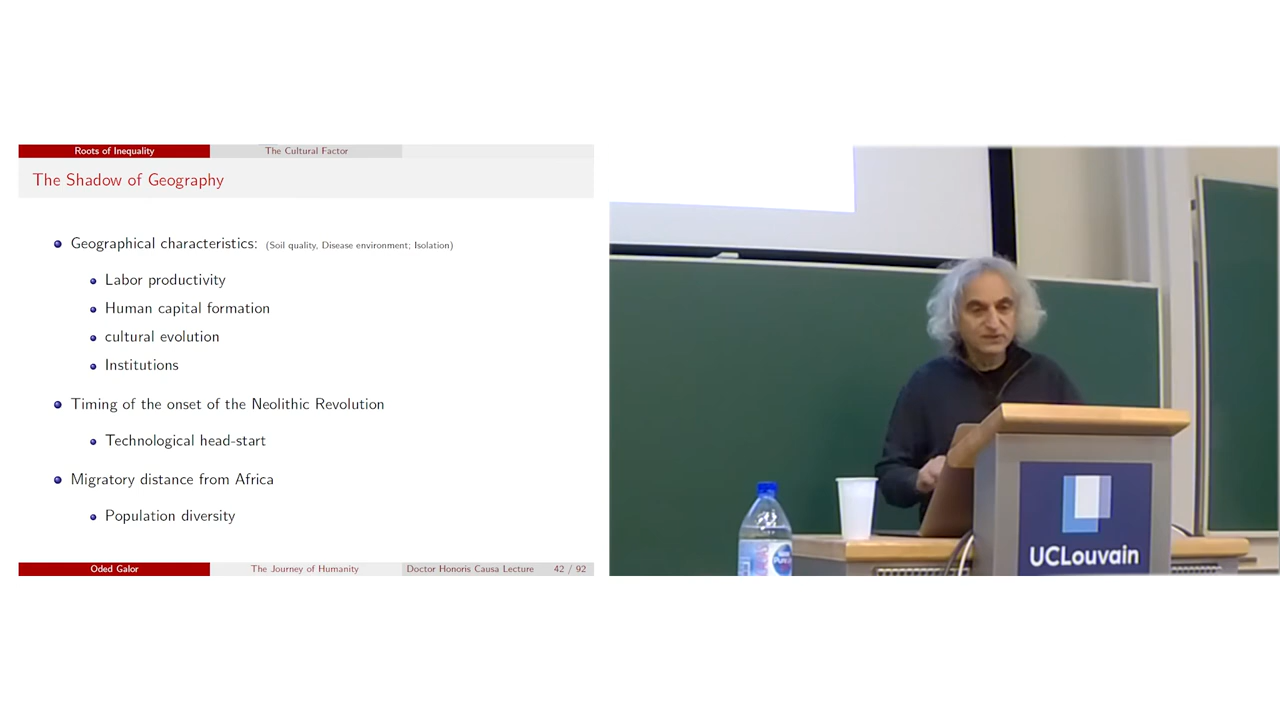 Roots of Inequality
The Cultural Factor
The Shadow of Geography
Geographical characteristics: (Soil quality, Disease environment; Isolation)
Labor productivity
Human capital formation
cultural evolution
Institutions
Timing of the onset of the Neolithic Revolution
Technological head-start
Migratory distance from Africa
Population diversity
Oded Galor
The Journey of Humanity
Doctor Honoris Causa Lecture
42 / 92
UCLouvain